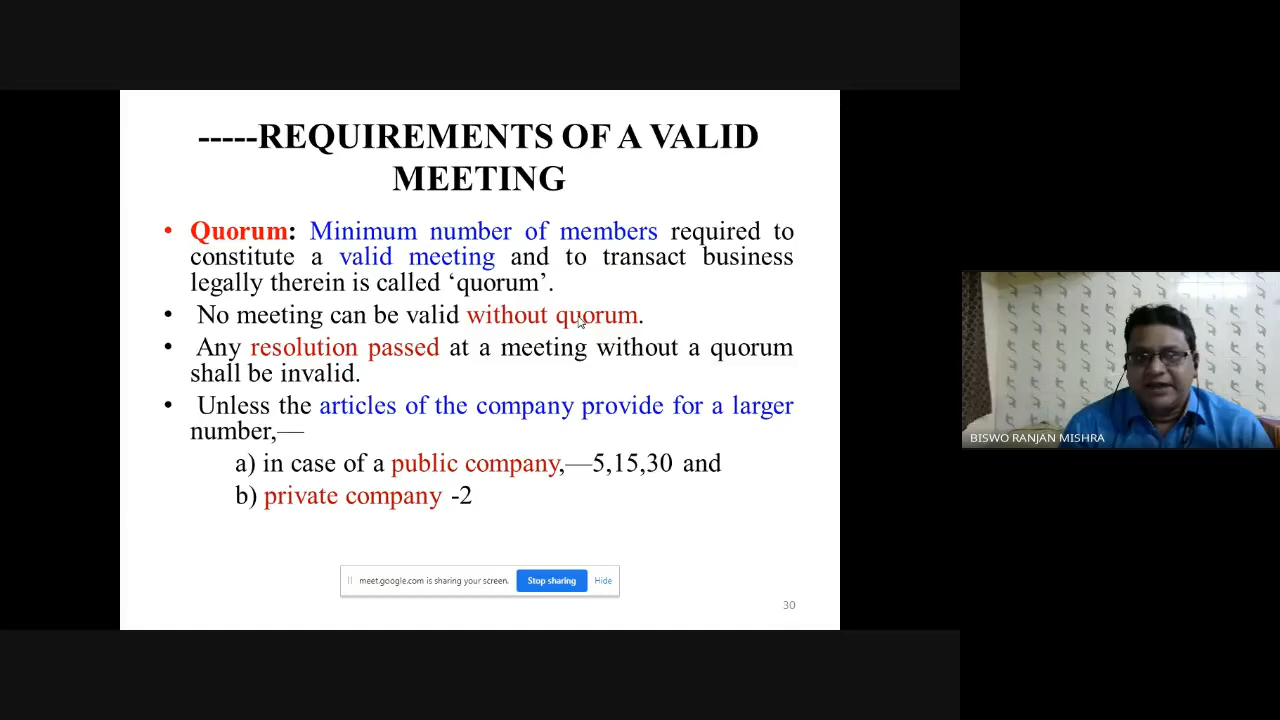 -----REQUIREMENTS OF A VALID
MEETING
• Quorum: Minimum number of members required to
constitute a valid meeting and to transact business
legally therein is called ‘quorum’.
• No meeting can be valid without quorum.
• Any resolution passed at a meeting without a quorum
shall be invalid.
• Unless the articles of the company provide for a larger
number,—
a) in case of a public company,—5,15,30 and
b) private company -2
meet.google.com is sharing your screen. Stop sharing Hide
30
BISWO RANJAN MISHRA